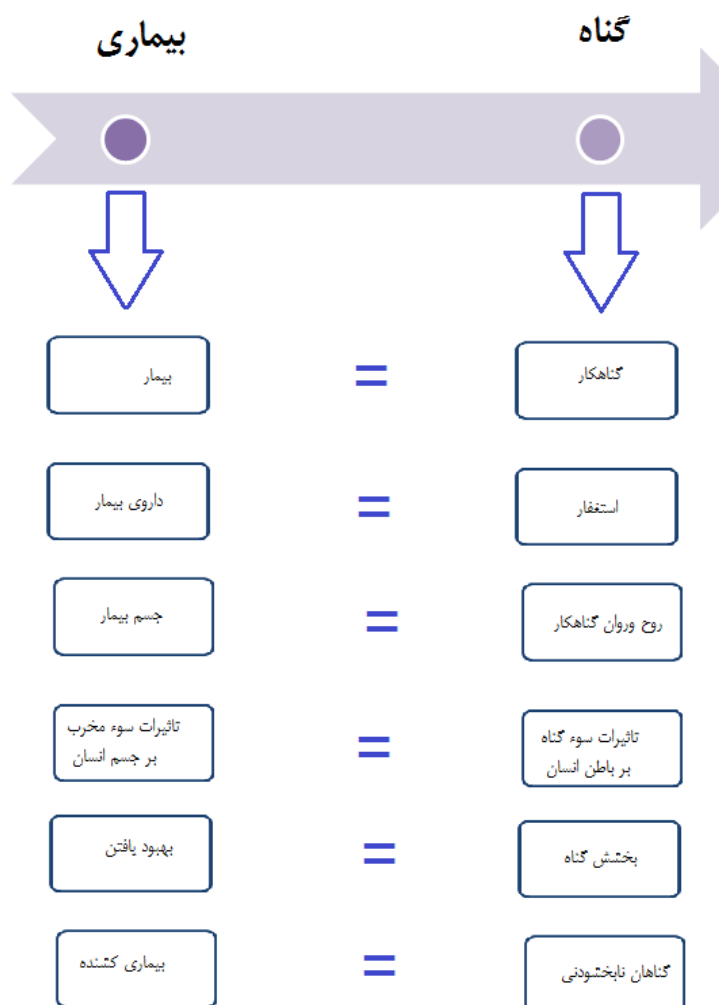 گناه
بیماری
گناهکار
=
بیمار
استغفار
=
داروی بیمار
روح وروان گناهکار
=
جسم بیمار
تاثیرات سوء گناه
بر باطن انسان
=
تاثیرات سوء مخرب
بر جسم انسان
بخشش گناه
=
بهبود یافتن
گناهان نابخشودنی
=
بیماری کشنده